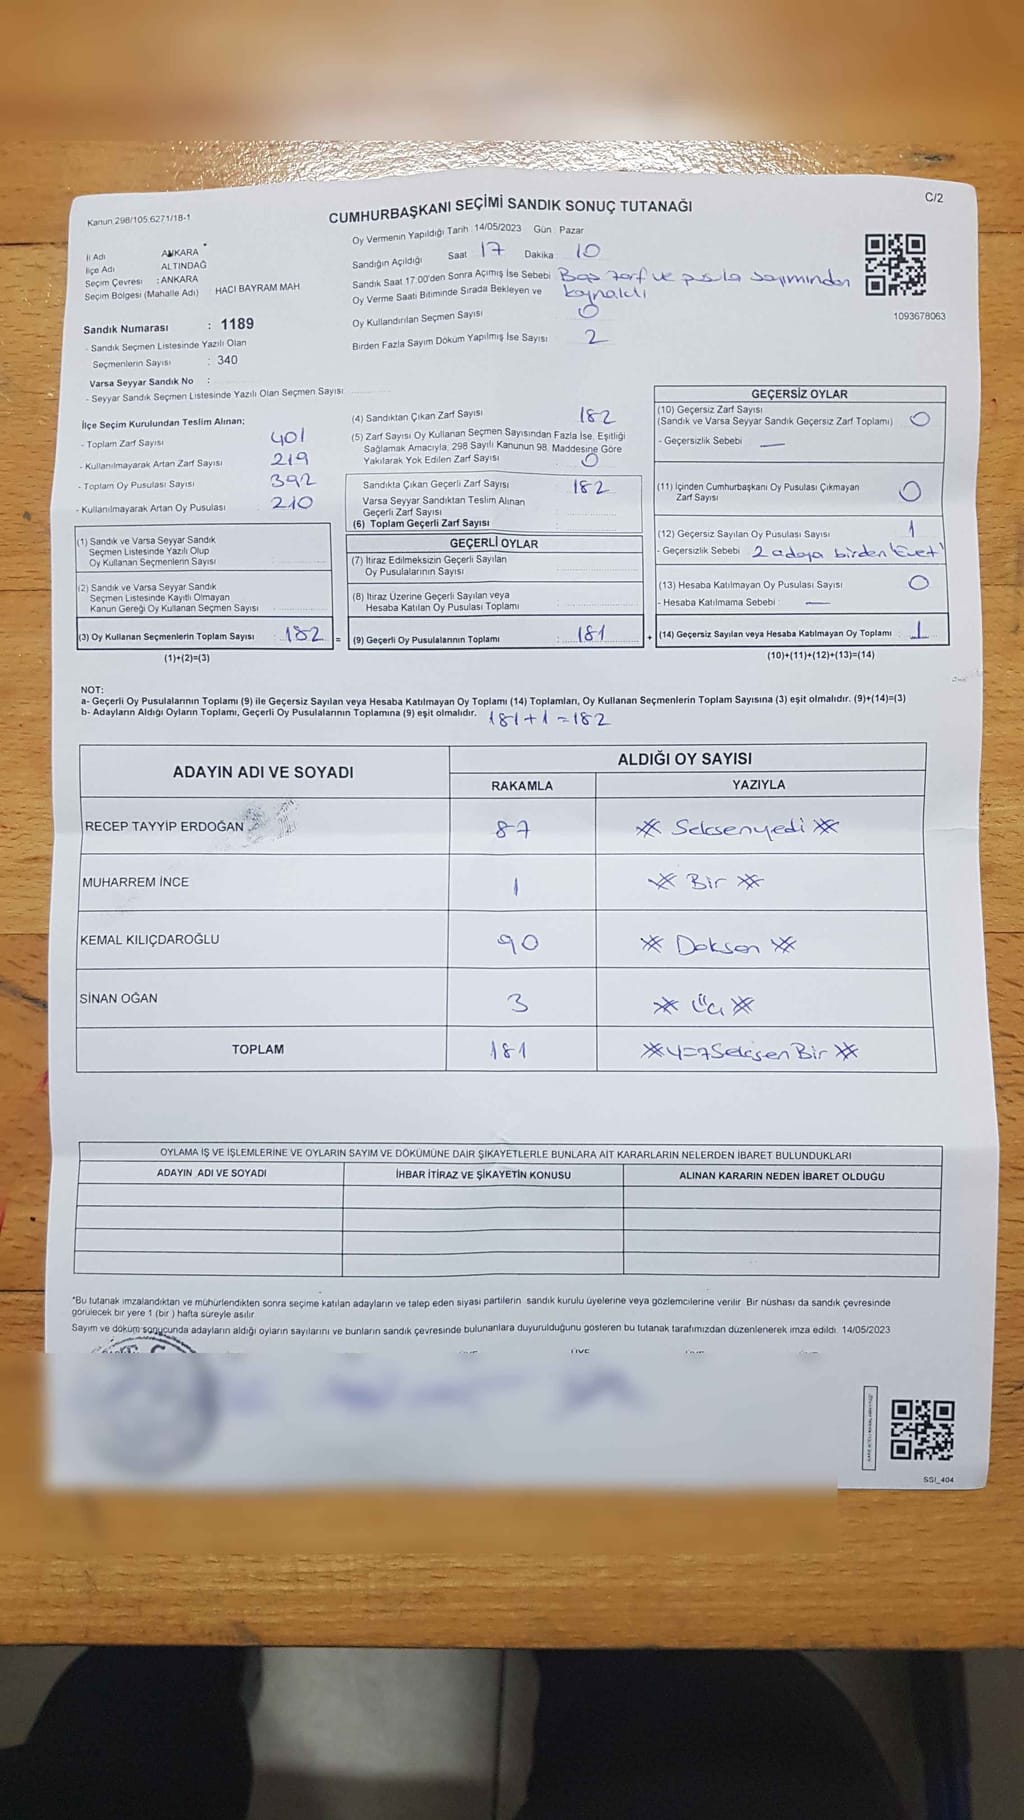 C/2
Kanun 298/105.6271/18-1
CUMHURBAŞKANI SEÇİMİ SANDIK SONUÇ TUTANAĞI
İl Adı ANKARA
İlçe Adı ALTINDAĞ
Seçim Çevresi : ANKARA
Seçim Bölgesi (Mahalle Adı) HACI BAYRAM MAH
Sandık Numarası : 1189
- Sandık Seçmen Listesinde Yazılı Olan
Seçmenlerin Sayısı : 340
Varsa Seyyar Sandık No :
- Seyyar Sandık Seçmen Listesinde Yazılı Olan Seçmen Sayısı
Oy Vermenin Yapıldığı Tarih : 14/05/2023 Gün : Pazar
Sandığın Açıldığı Saat 17 Dakika 10
Sandık Saat 17:00'den Sonra Açımış İse Sebebi Boş zarf ve pusula sayımından
Oy Verme Saati Bitiminde Sırada Bekleyen ve kaynaklı
Oy Kullandırılan Seçmen Sayısı 0
Birden Fazla Sayım Döküm Yapılmış İse Sayısı 2
1093678063
İlçe Seçim Kurulundan Teslim Alınan;
- Toplam Zarf Sayısı 401
- Kullanılmayarak Artan Zarf Sayısı 219
- Toplam Oy Pusulası Sayısı 392
- Kullanılmayarak Artan Oy Pusulası 210
(1) Sandık ve Varsa Seyyar Sandık
Seçmen Listesinde Yazılı Olup
Oy Kullanan Seçmenlerin Sayısı
(2) Sandık ve Varsa Seyyar Sandık
Seçmen Listesinde Kayıtlı Olmayan
Kanun Gereği Oy Kullanan Seçmen Sayısı
(3) Oy Kullanan Seçmenlerin Toplam Sayısı : 182 =
(1)+(2)=(3)
(4) Sandıktan Çıkan Zarf Sayısı 182
(5) Zarf Sayısı Oy Kullanan Seçmen Sayısından Fazla İse, Eşitliği
Sağlamak Amacıyla, 298 Sayılı Kanunun 98. Maddesine Göre
Yakılarak Yok Edilen Zarf Sayısı 0
Sandıkta Çıkan Geçerli Zarf Sayısı 182
Varsa Seyyar Sandıktan Teslim Alınan
Geçerli Zarf Sayısı
(6) Toplam Geçerli Zarf Sayısı
GEÇERLİ OYLAR
(7) İtiraz Edilmeksizin Geçerli Sayılan
Oy Pusulalarının Sayısı
(8) İtiraz Üzerine Geçerli Sayılan veya
Hesaba Katılan Oy Pusulası Toplamı
(9) Geçerli Oy Pusulalarının Toplamı : 181 +
GEÇERSİZ OYLAR
(10) Geçersiz Zarf Sayısı
(Sandık ve Varsa Seyyar Sandık Geçersiz Zarf Toplamı) 0
- Geçersizlik Sebebi —
(11) İçinden Cumhurbaşkanı Oy Pusulası Çıkmayan
Zarf Sayısı 0
(12) Geçersiz Sayılan Oy Pusulası Sayısı 1
- Geçersizlik Sebebi 2 adaya birden 'Evet'
(13) Hesaba Katılmayan Oy Pusulası Sayısı 0
- Hesaba Katılmama Sebebi : —
(14) Geçersiz Sayılan veya Hesaba Katılmayan Oy Toplamı : 1
(10)+(11)+(12)+(13)=(14)
NOT:
a- Geçerli Oy Pusulalarının Toplamı (9) ile Geçersiz Sayılan veya Hesaba Katılmayan Oy Toplamı (14) Toplamları, Oy Kullanan Seçmenlerin Toplam Sayısına (3) eşit olmalıdır. (9)+(14)=(3)
b- Adayların Aldığı Oyların Toplamı, Geçerli Oy Pusulalarının Toplamına (9) eşit olmalıdır. 181+1=182
ADAYIN ADI VE SOYADI
ALDIĞI OY SAYISI
RAKAMLA YAZIYLA
RECEP TAYYİP ERDOĞAN 87 Seksenyedi
MUHARREM İNCE 1 Bir
KEMAL KILIÇDAROĞLU 90 Doksan
SİNAN OĞAN 3 Üç
TOPLAM 181 Yüz Seksen Bir
OYLAMA İŞ VE İŞLEMLERİNE VE OYLARIN SAYIM VE DÖKÜMÜNE DAİR ŞİKAYETLERLE BUNLARA AİT KARARLARIN NELERDEN İBARET BULUNDUKLARI
ADAYIN ADI VE SOYADI İHBAR İTİRAZ VE ŞİKAYETİN KONUSU ALINAN KARARIN NEDEN İBARET OLDUĞU
*Bu tutanak imzalandıktan ve mühürlendikten sonra seçime katılan adayların ve talep eden siyasi partilerin sandık kurulu üyelerine veya gözlemcilerine verilir. Bir nüshası da sandık çevresinde
görülecek bir yere 1 (bir) hafta süreyle asılır
Sayım ve döküm sonucunda adayların aldığı oyların sayılarını ve bunların sandık çevresinde bulunanlara duyurulduğunu gösteren bu tutanak tarafımızdan düzenlenerek imza edildi. 14/05/2023
SSI_404